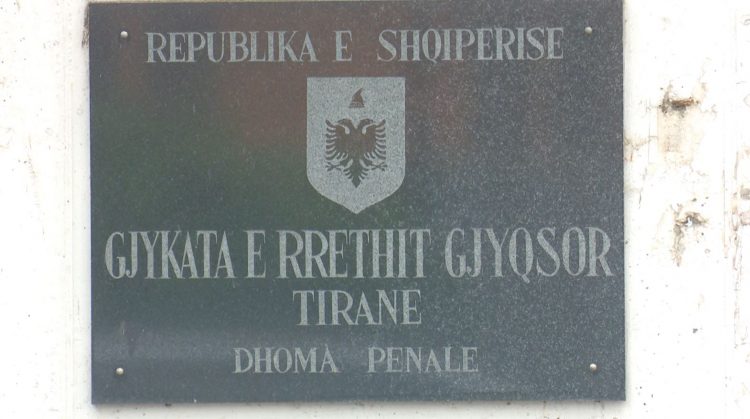 REPUBLIKA E SHQIPERISE
GJYKATA E RRETHIT GJYQSOR
TIRANE
DHOMA PENALE